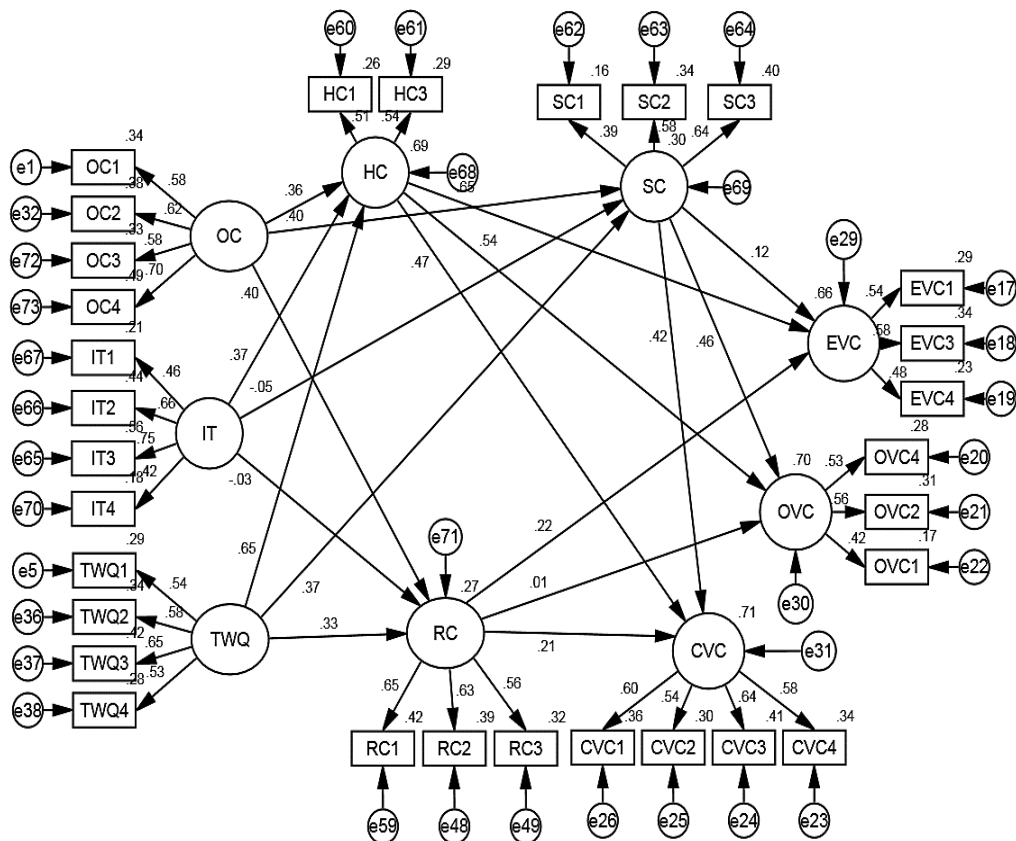 e60 e61 e62 e63 e64
.26 .29 .16 .34 .40
HC1 HC3 SC1 SC2 SC3
.51 .54 .39 .58 .64
.34 .69 .30
e1 OC1 HC e68 SC e69
.38 .58 .36 .65
e32 OC2 .62 .40
.33 OC .54 .12 e29
e72 OC3 .58 .47
.49 .70 .29
e73 OC4 .40 .66 .54 EVC1 e17
.21 .34
e67 IT1 .42 .46 EVC .58 EVC3 e18
.44 .46 .37 -.05 .48 .23
e66 IT2 .66 EVC4 e19
.56 IT .28
e65 IT3 .75 .70 .53 OVC4 e20
.18 .42 -.03 .31
e70 IT4 OVC .56 OVC2 e21
.29 .22 .42 .17
e5 TWQ1 .65 e71 OVC1 e22
.34 .54 .37 .27 .01 e30
e36 TWQ2 .58
.42 TWQ .33 RC .21 .71
e37 TWQ3 .65 CVC e31
.28 .53
e38 TWQ4 .65 .63 .56 .60 .54 .64 .58
.42 .39 .32 .36 .30 .41 .34
RC1 RC2 RC3 CVC1 CVC2 CVC3 CVC4
e59 e48 e49 e26 e25 e24 e23